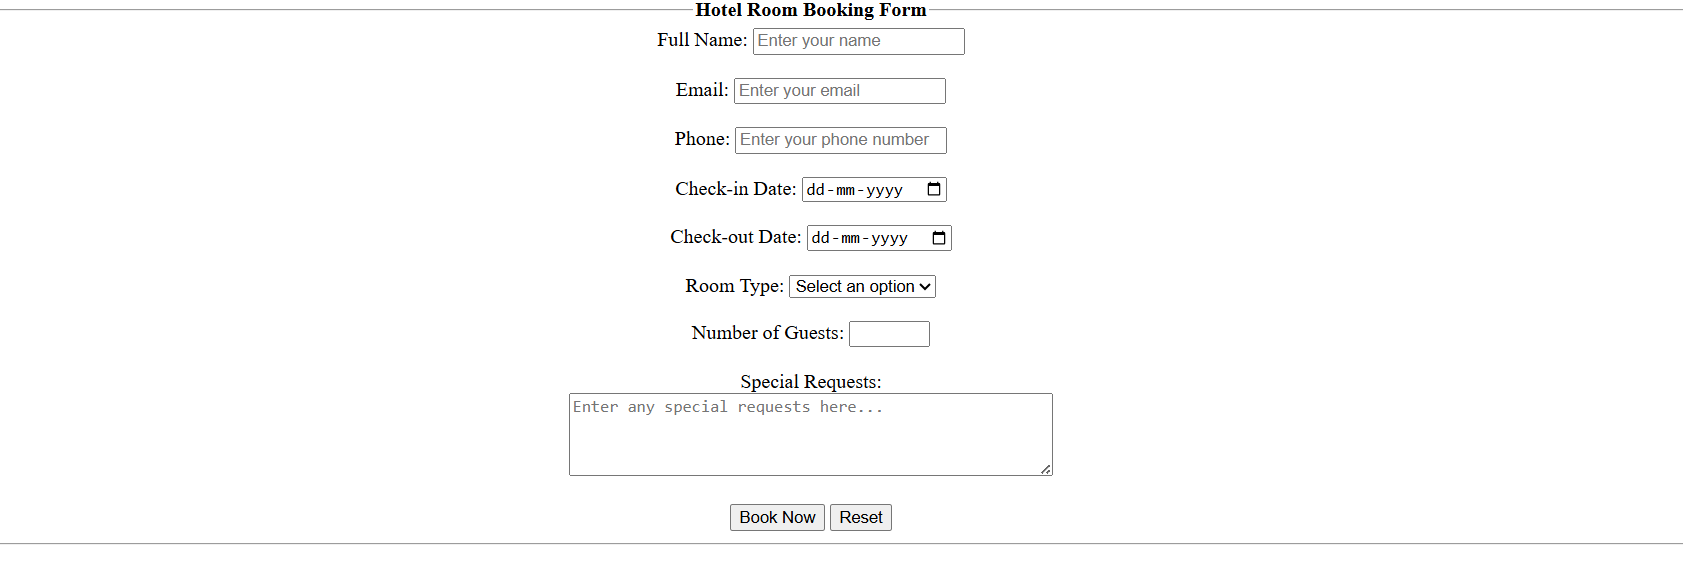 Hotel Room Booking Form
Full Name: Enter your name
Email: Enter your email
Phone: Enter your phone number
Check-in Date: dd-mm-yyyy
Check-out Date: dd-mm-yyyy
Room Type: Select an option
Number of Guests:
Special Requests:
Enter any special requests here...
Book Now Reset